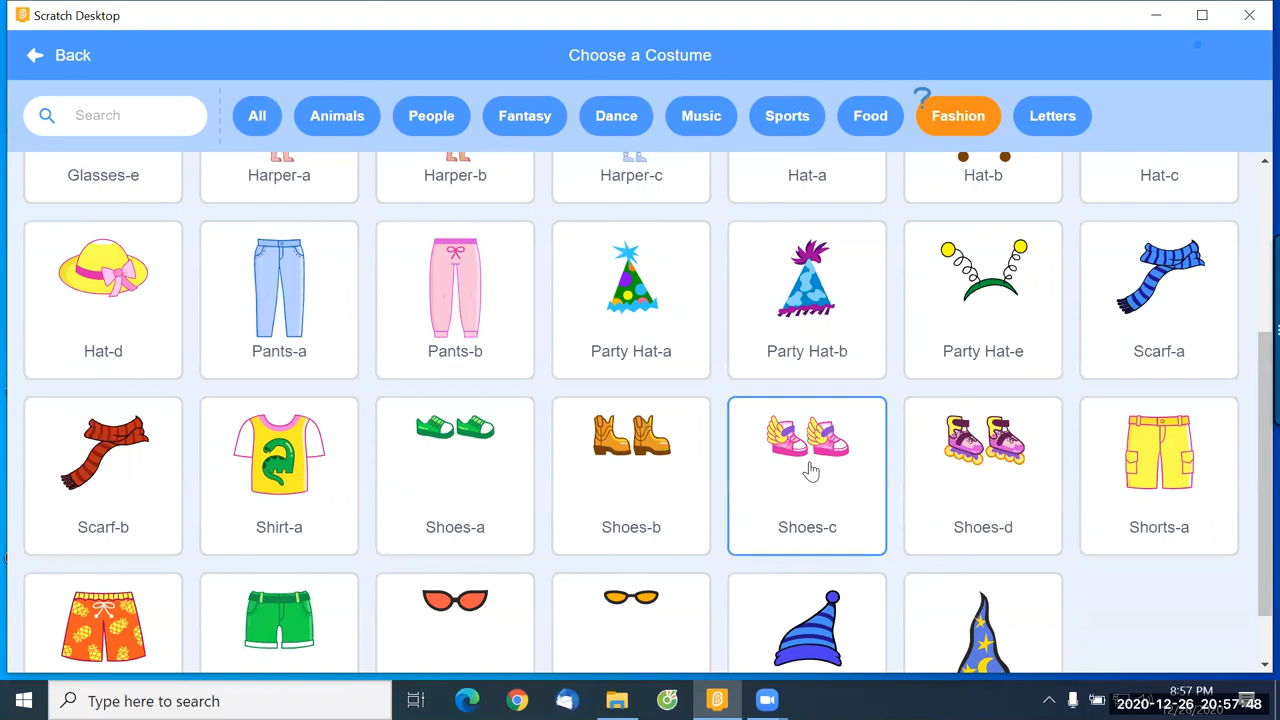 Scratch Desktop
Back
Choose a Costume
Search
All
Animals
People
Fantasy
Dance
Music
Sports
Food
?
Fashion
Letters
Glasses-e
Harper-a
Harper-b
Harper-c
Hat-a
Hat-b
Hat-c
Hat-d
Pants-a
Pants-b
Party Hat-a
Party Hat-b
Party Hat-e
Scarf-a
Scarf-b
Shirt-a
Shoes-a
Shoes-b
Shoes-c
Shoes-d
Shorts-a
Type here to search
8:57 PM
2020-12-26 20:57:48